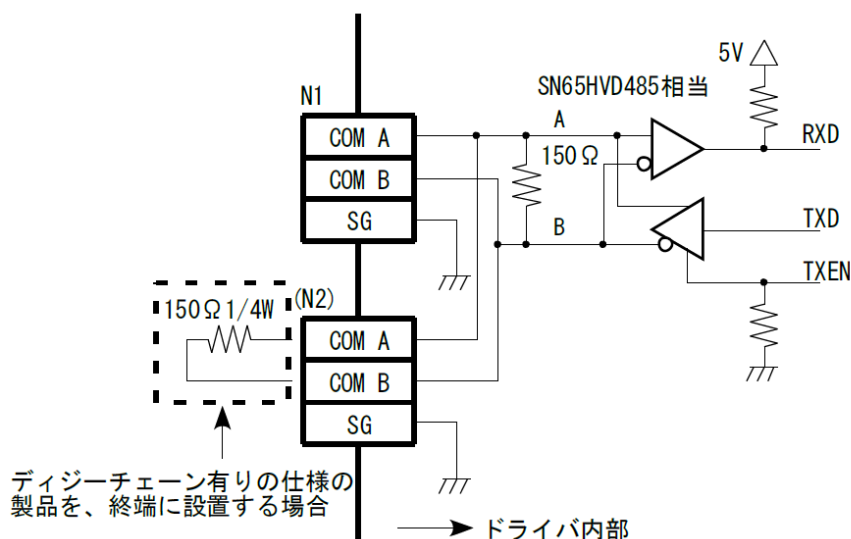 5V
SN65HVD485相当
N1
A
RXD
COM A
150Ω
COM B
SG
B
TXD
TXEN
(N2)
150Ω1/4W
COM A
COM B
SG
ディジーチェーン有りの仕様の
製品を、終端に設置する場合
ドライバ内部